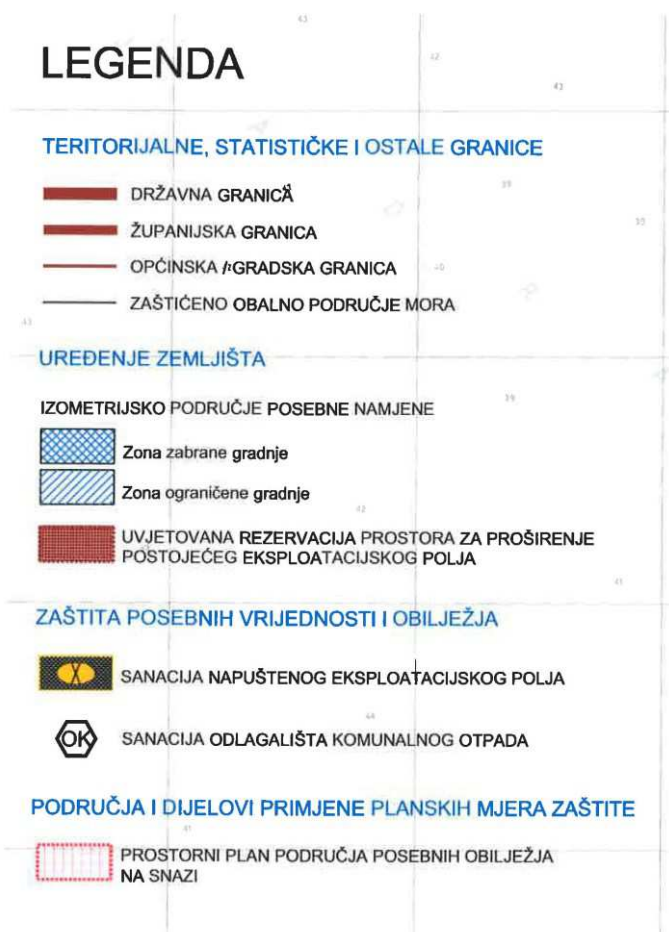 LEGENDA
TERITORIJALNE, STATISTIČKE I OSTALE GRANICE
DRŽAVNA GRANICA
ŽUPANIJSKA GRANICA
OPĆINSKA / GRADSKA GRANICA
ZAŠTIĆENO OBALNO PODRUČJE MORA
UREĐENJE ZEMLJIŠTA
IZOMETRIJSKO PODRUČJE POSEBNE NAMJENE
Zona zabrane gradnje
Zona ograničene gradnje
UVJETOVANA REZERVACIJA PROSTORA ZA PROŠIRENJE
POSTOJEĆEG EKSPLOATACIJSKOG POLJA
ZAŠTITA POSEBNIH VRIJEDNOSTI I OBILJEŽJA
SANACIJA NAPUŠTENOG EKSPLOATACIJSKOG POLJA
OK SANACIJA ODLAGALIŠTA KOMUNALNOG OTPADA
PODRUČJA I DIJELOVI PRIMJENE PLANSKIH MJERA ZAŠTITE
PROSTORNI PLAN PODRUČJA POSEBNIH OBILJEŽJA
NA SNAZI